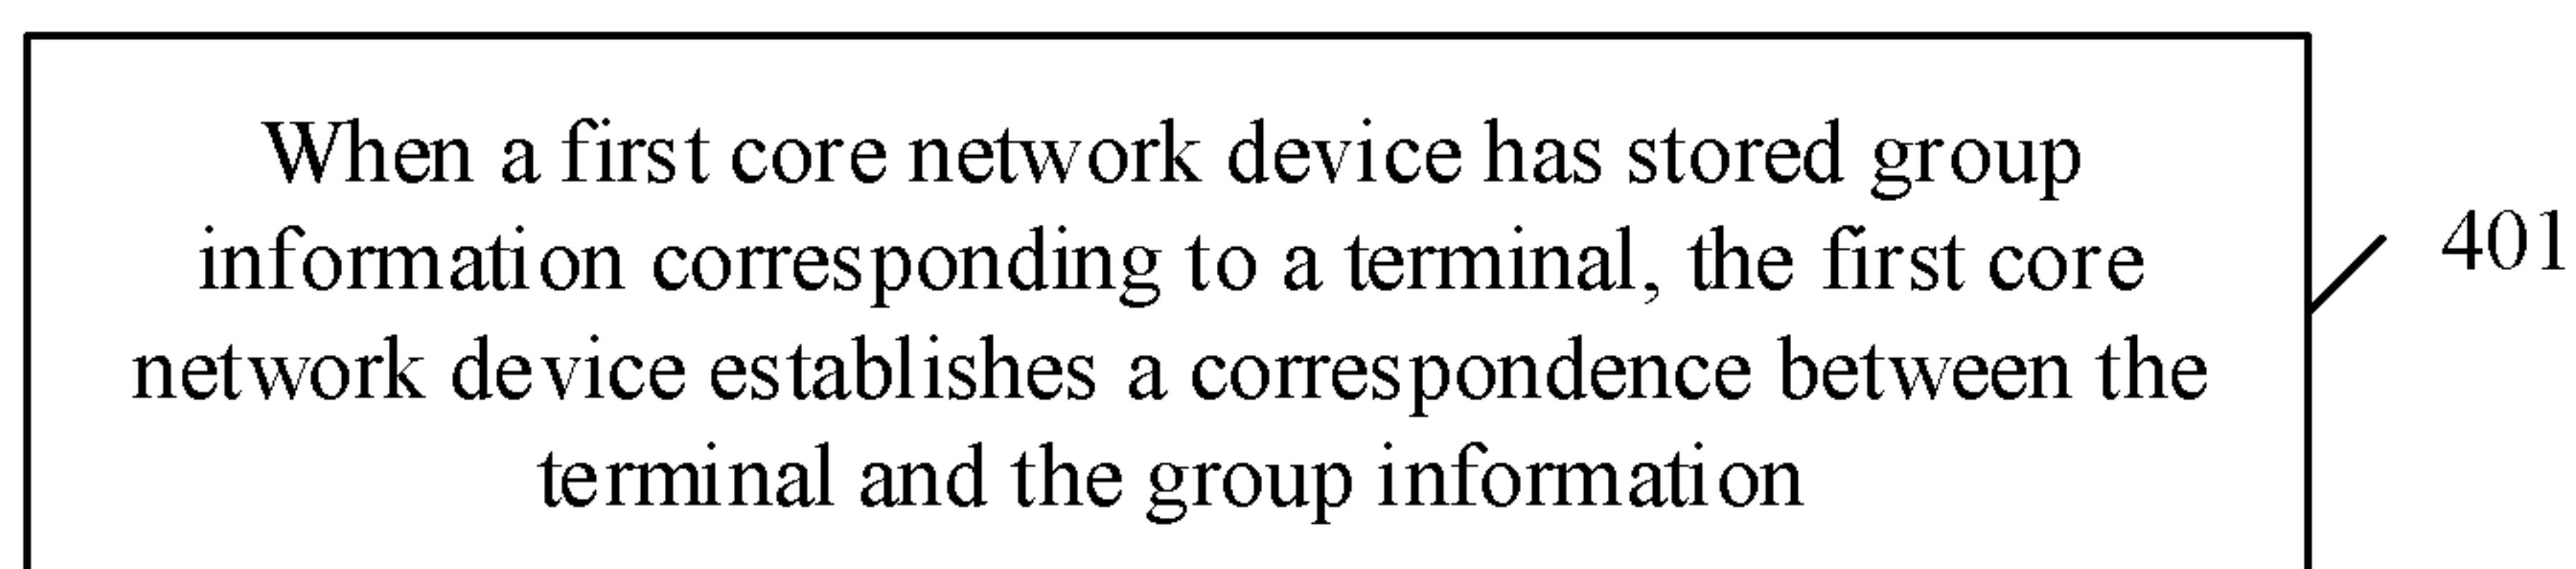 When a first core network device has stored group
information corresponding to a terminal, the first core
network device establishes a correspondence between the
terminal and the group information
401